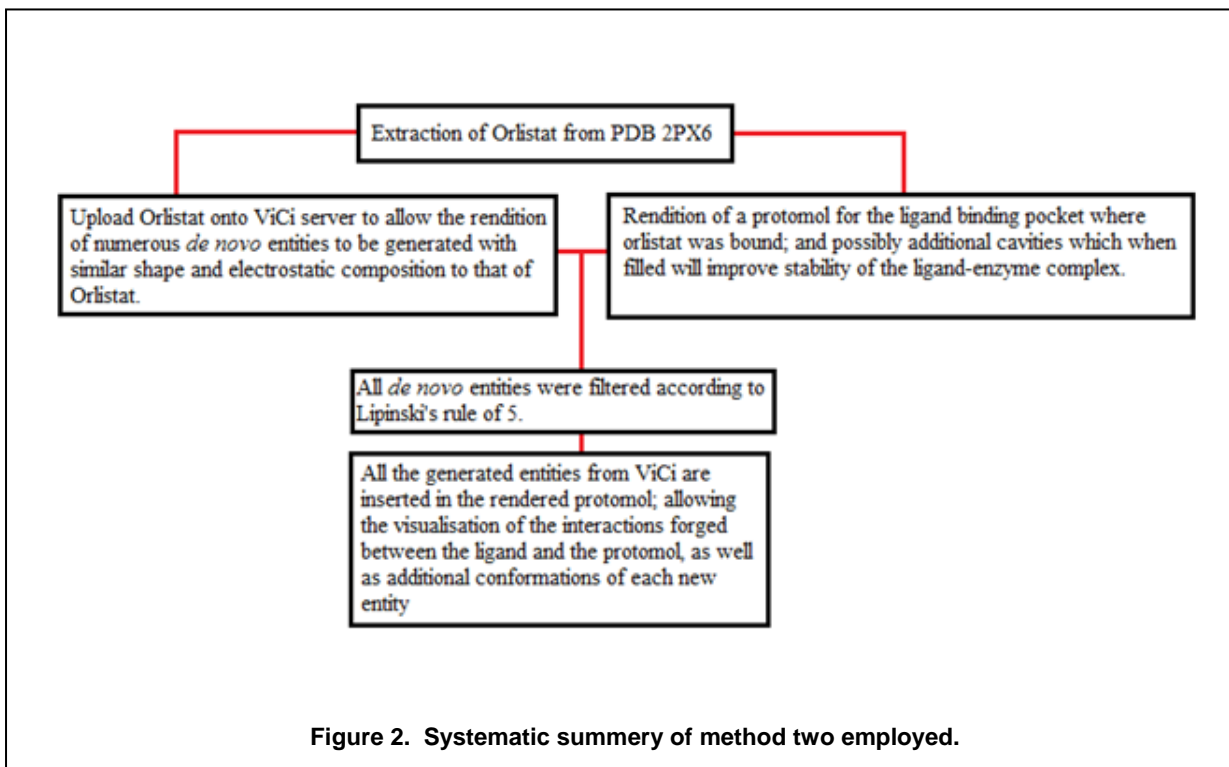 Extraction of Orlistat from PDB 2PX6
Upload Orlistat onto ViCi server to allow the rendition
of numerous de novo entities to be generated with
similar shape and electrostatic composition to that of
Orlistat.
Rendition of a protomol for the ligand binding pocket where
orlistat was bound; and possibly additional cavities which when
filled will improve stability of the ligand-enzyme complex.
All de novo entities were filtered according to
Lipinski's rule of 5.
All the generated entities from ViCi are
inserted in the rendered protomol; allowing
the visualisation of the interactions forged
between the ligand and the protomol, as well
as additional conformations of each new
entity
Figure 2. Systematic summery of method two employed.